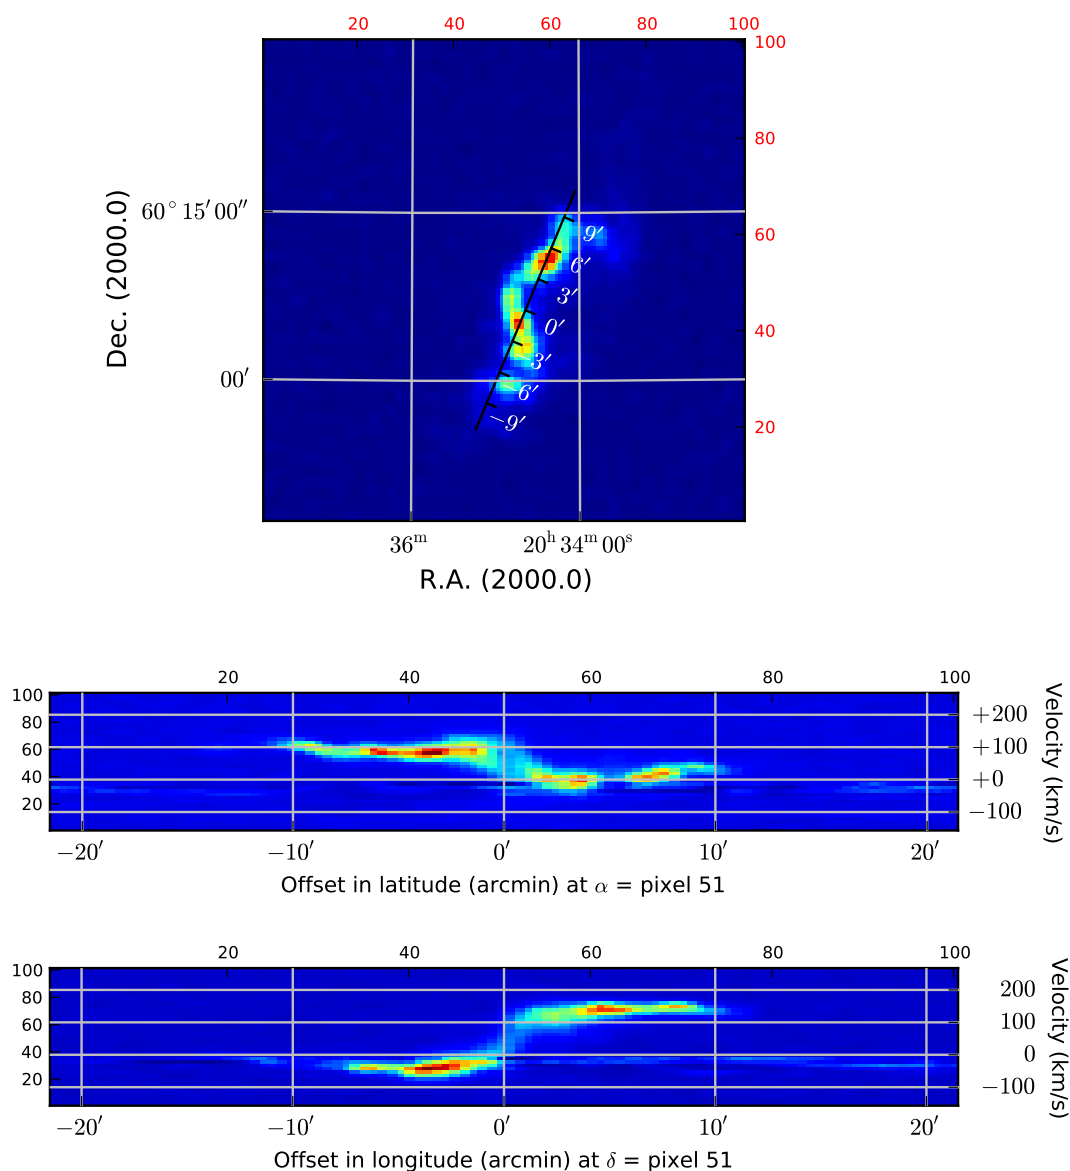 20 40 60 80 100
100
80
60° 15′ 00″
60
9′
6′
3′
0′
40
−3′
00′
−6′
−9′
20
Dec. (2000.0)
36ᵐ 20ʰ 34ᵐ 00ˢ
R.A. (2000.0)
20 40 60 80 100
100
+200
80
60 +100
40 +0
20 −100
Velocity (km/s)
−20′ −10′ 0′ 10′ 20′
Offset in latitude (arcmin) at α = pixel 51
20 40 60 80 100
100
200
80
60 100
40 0
20 −100
Velocity (km/s)
−20′ −10′ 0′ 10′ 20′
Offset in longitude (arcmin) at δ = pixel 51